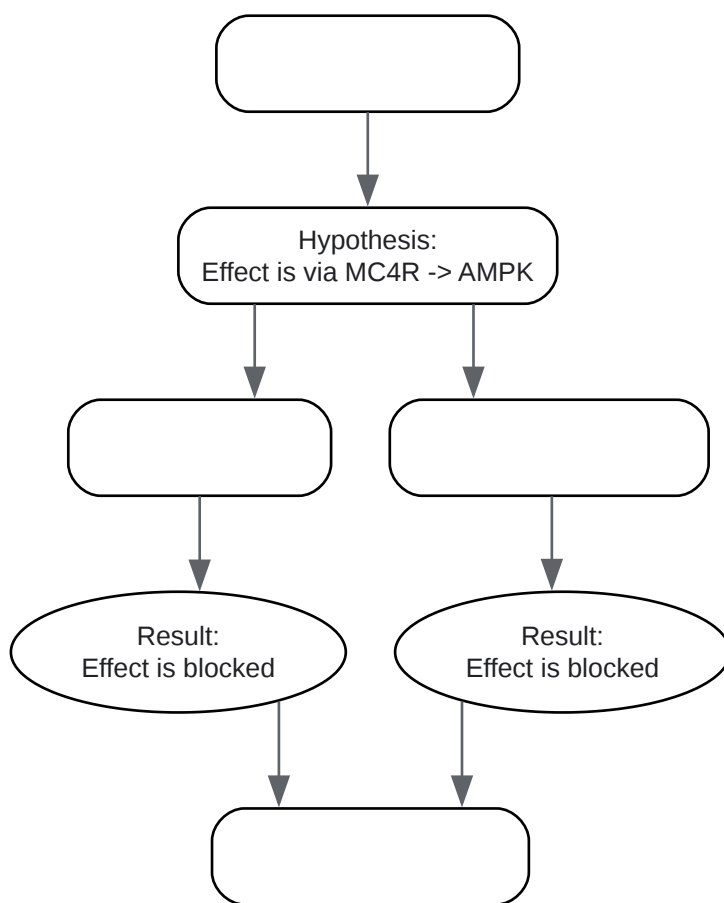 Hypothesis:
Effect is via MC4R -> AMPK
Result:
Effect is blocked
Result:
Effect is blocked